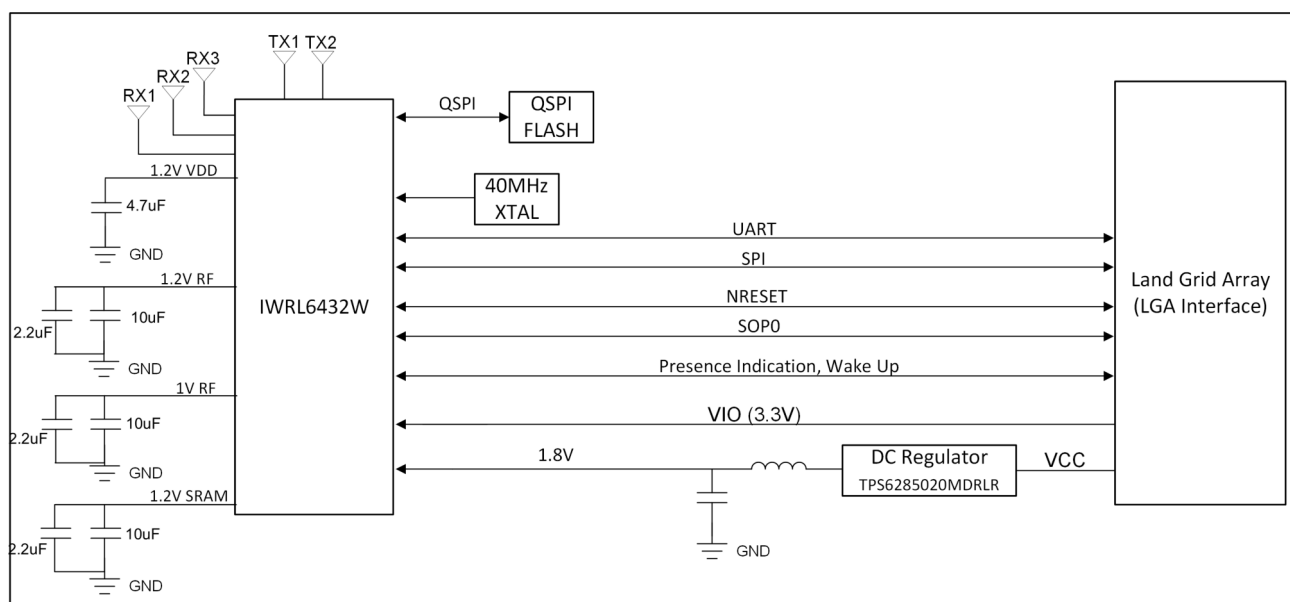 TX1 TX2
RX3
RX2
RX1
QSPI
QSPI
FLASH
1.2V VDD
4.7uF
GND
40MHz
XTAL
UART
SPI
1.2V RF
2.2uF
10uF
GND
IWRL6432W
NRESET
SOP0
Land Grid Array
(LGA Interface)
Presence Indication, Wake Up
1V RF
2.2uF
10uF
GND
VIO (3.3V)
1.8V
DC Regulator
TPS6285020MDRLR
VCC
GND
1.2V SRAM
2.2uF
10uF
GND